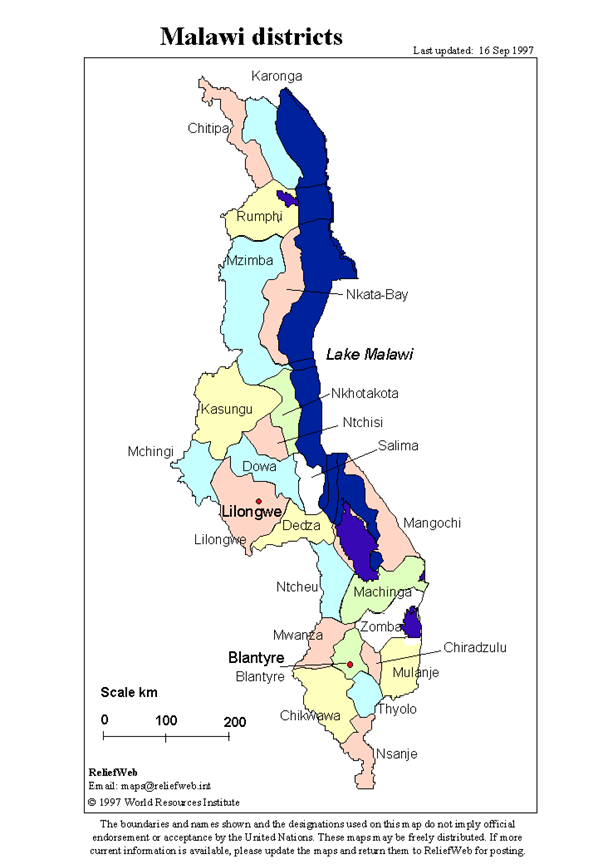 Malawi districts
Last updated: 16 Sep 1997
Karonga
Chitipa
Rumphi
Mzimba
Nkata-Bay
Lake Malawi
Nkhotakota
Kasungu
Ntchisi
Salima
Mchingi
Dowa
Lilongwe
Mangochi
Dedza
Lilongwe
Ntcheu
Machinga
Zomba
Mwanza
Chiradzulu
Blantyre
Mulanje
Blantyre
Thyolo
Chikwawa
Nsanje
Scale km
0 100 200
ReliefWeb
Email: maps@reliefweb.int
© 1997 World Resources Institute
The boundaries and names shown and the designations used on this map do not imply official
endorsement or acceptance by the United Nations. These maps may be freely distributed. If more
current information is available, please update the maps and return them to ReliefWeb for posting.